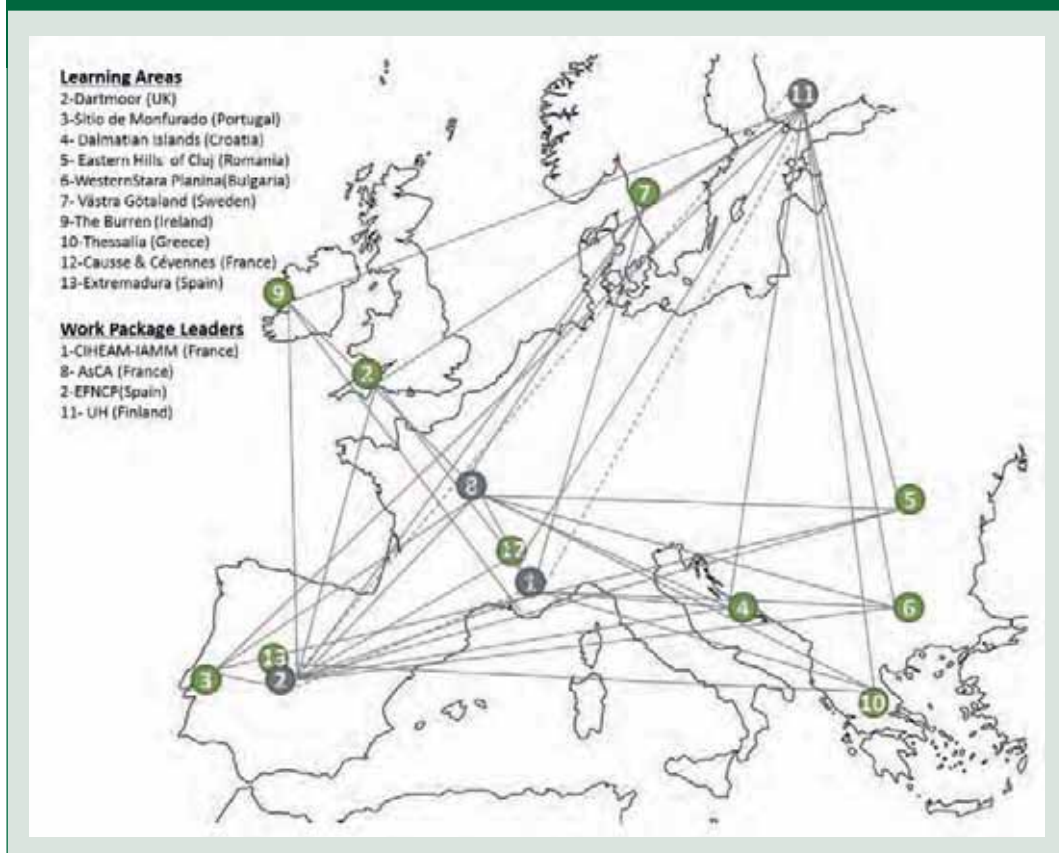 Learning Areas
2-Dartmoor (UK)
3-Sítio de Monfurado (Portugal)
4- Dalmatian Islands (Croatia)
5- Eastern Hills of Cluj (Romania)
6-WesternStara Planina(Bulgaria)
7- Västra Götaland (Sweden)
9-The Burren (Ireland)
10-Thessalia (Greece)
12-Causse & Cévennes (France)
13-Extremadura (Spain)
Work Package Leaders
1-CIHEAM-IAMM (France)
8- AsCA (France)
2-EFNCP(Spain)
11- UH (Finland)
11
7
9
2
8
5
12
1
4
6
13
3
2
10